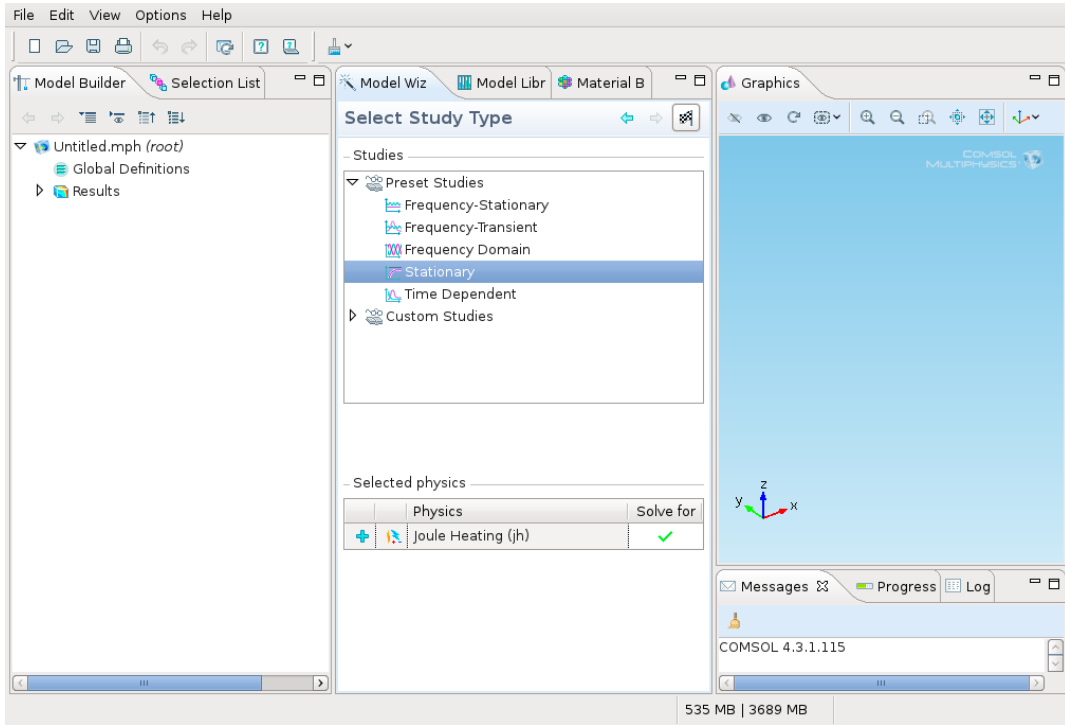 File Edit View Options Help
Model Builder Selection List
Untitled.mph (root)
Global Definitions
Results
Model Wiz Model Libr Material B
Select Study Type
Studies
Preset Studies
Frequency-Stationary
Frequency-Transient
Frequency Domain
Stationary
Time Dependent
Custom Studies
Selected physics
Physics Solve for
Joule Heating (jh)
Graphics
COMSOL
MULTIPHYSICS
z
y x
Messages Progress Log
COMSOL 4.3.1.115
535 MB | 3689 MB